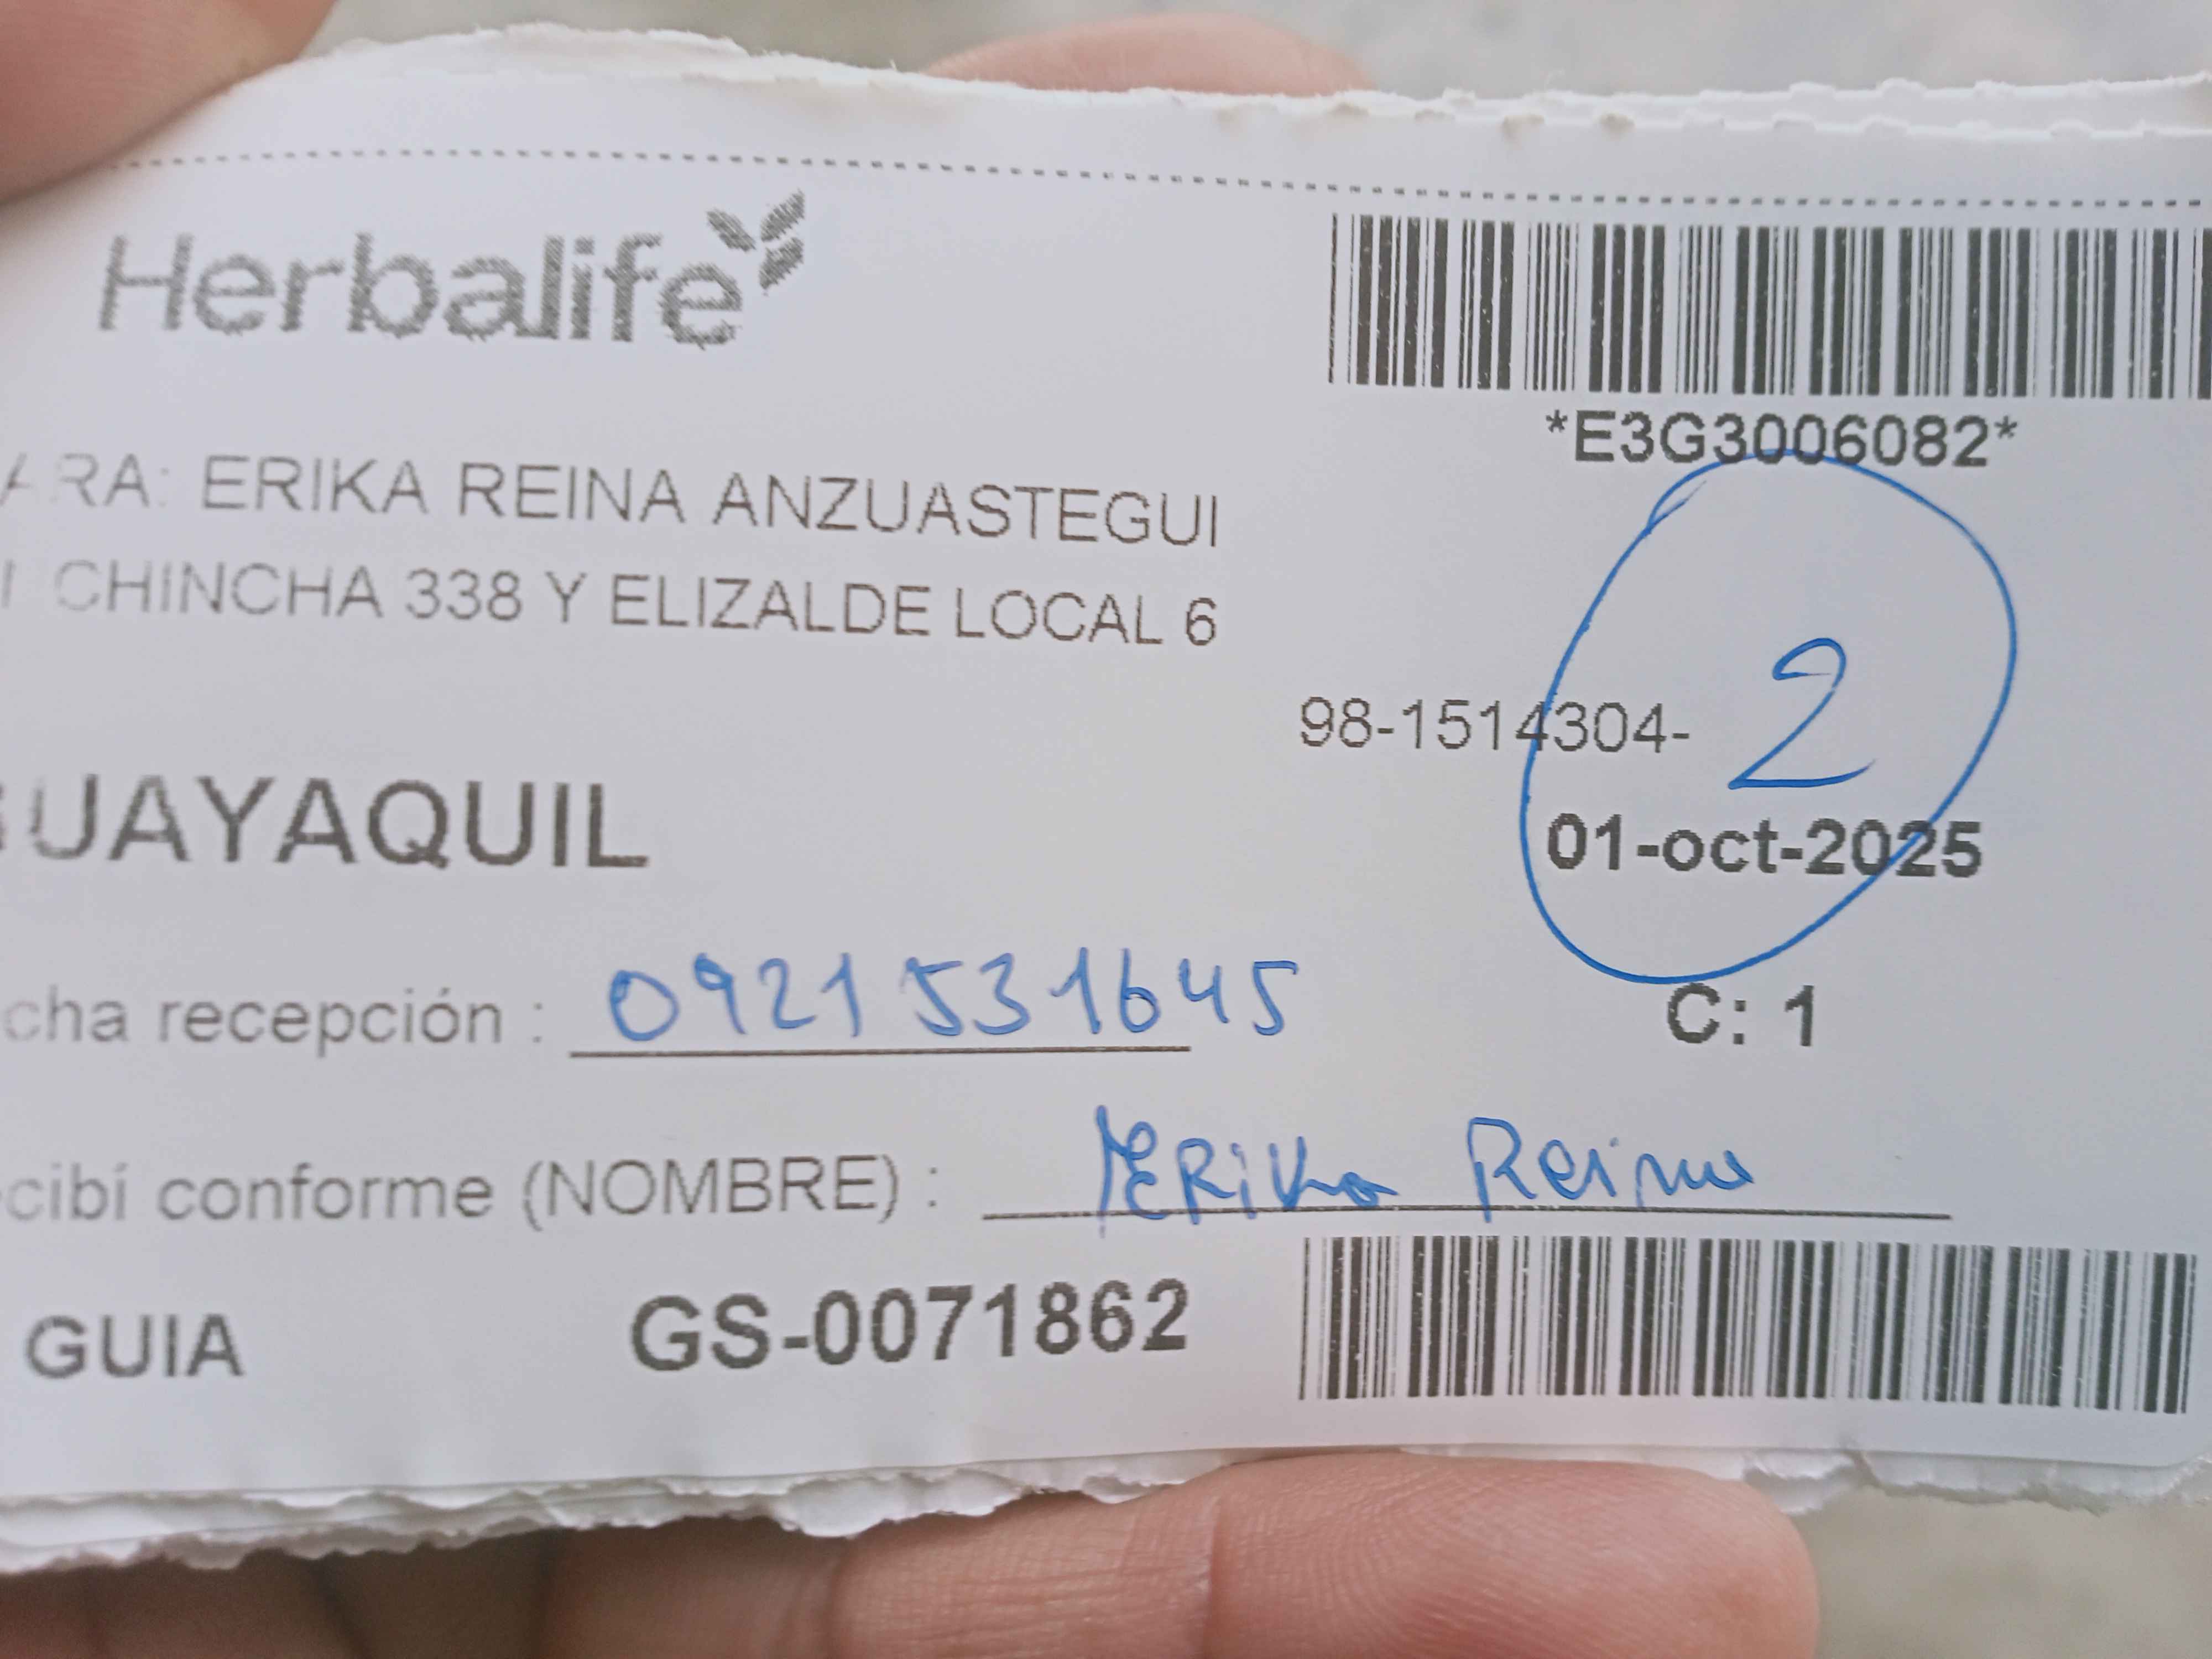 Herbalife
*E3G3006082*
ARA: ERIKA REINA ANZUASTEGUI
CHINCHA 338 Y ELIZALDE LOCAL 6
98-1514304- 2
GUAYAQUIL
01-oct-2025
cha recepción : 0921531645
C: 1
cibí conforme (NOMBRE) : Erika Reina
GUIA GS-0071862